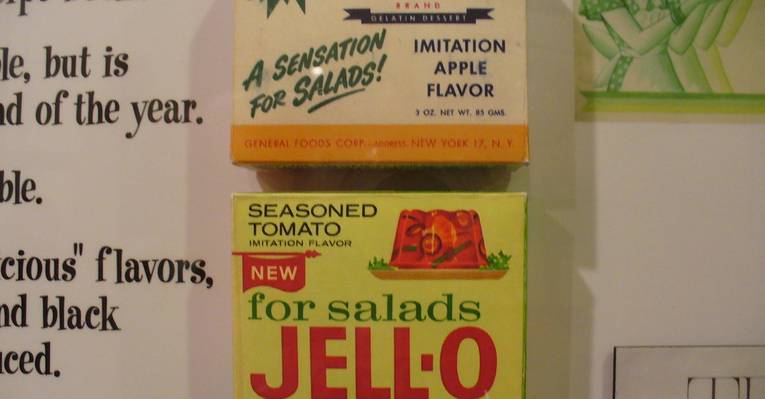 le, but is
nd of the year.
ble.
cious" flavors,
nd black
ced.
BRAND
GELATIN DESSERT
A SENSATION
FOR SALADS!
IMITATION
APPLE
FLAVOR
3 OZ. NET WT. 85 GMS.
GENERAL FOODS CORP. ADDRESS, NEW YORK 17, N. Y.
SEASONED
TOMATO
IMITATION FLAVOR
NEW
for salads
JELL-O